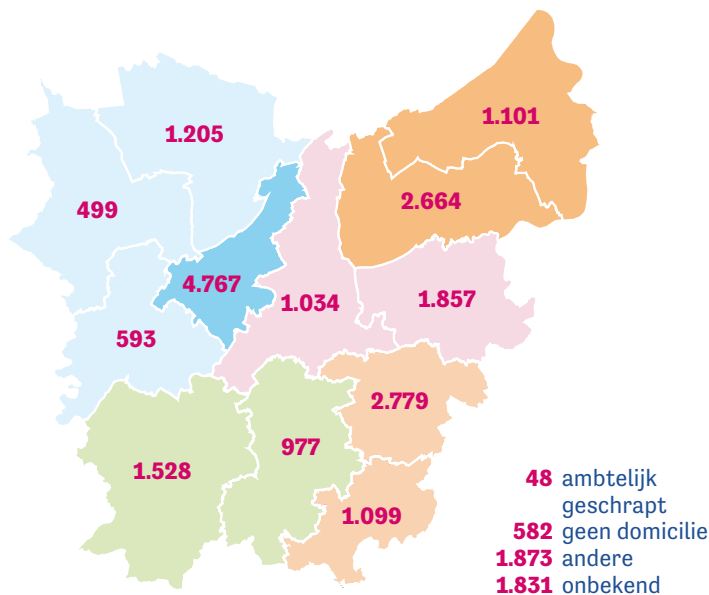 1.101
1.205
2.664
499
4.767
1.034
1.857
593
2.779
977
1.528
1.099
48 ambtelijk
geschrapt
582 geen domicilie
1.873 andere
1.831 onbekend